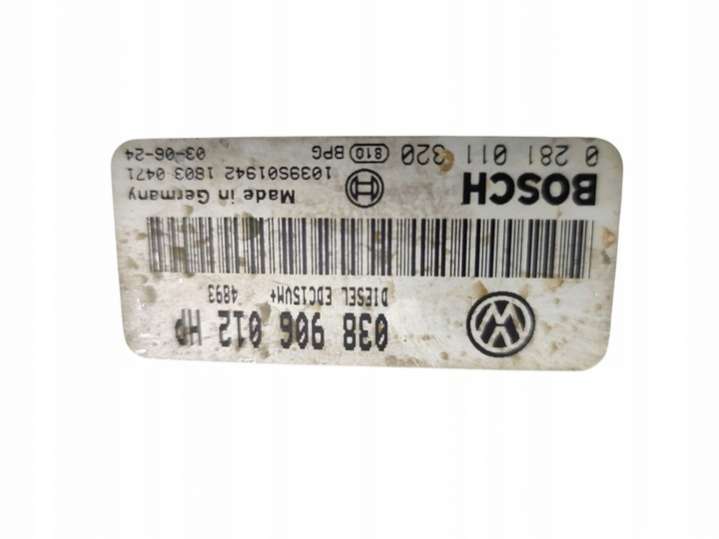 038 906 012 HP
DIESEL EDC15VM+ 4893
BOSCH Made in Germany
1039S01942 1803 0471
0 281 011 320 810 BPG 03-06-24